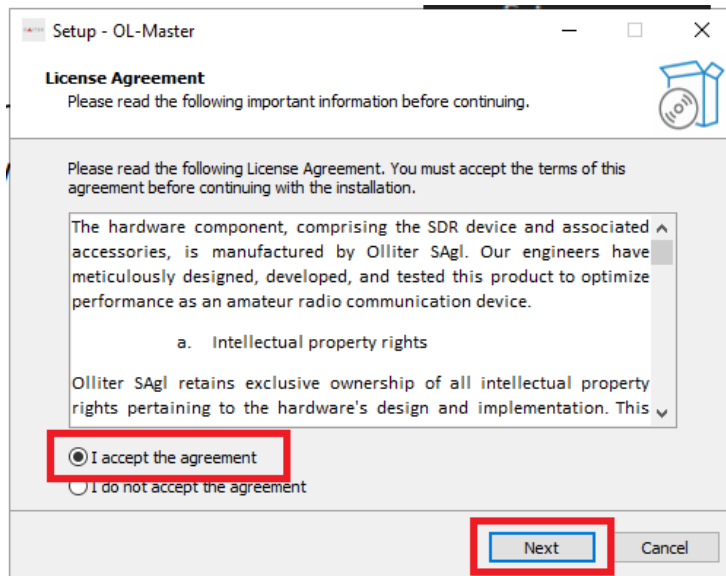 Setup - OL-Master
License Agreement
Please read the following important information before continuing.
Please read the following License Agreement. You must accept the terms of this
agreement before continuing with the installation.
The hardware component, comprising the SDR device and associated
accessories, is manufactured by Olliter SAgl. Our engineers have
meticulously designed, developed, and tested this product to optimize
performance as an amateur radio communication device.
a. Intellectual property rights
Olliter SAgl retains exclusive ownership of all intellectual property
rights pertaining to the hardware's design and implementation. This
I accept the agreement
I do not accept the agreement
Next Cancel